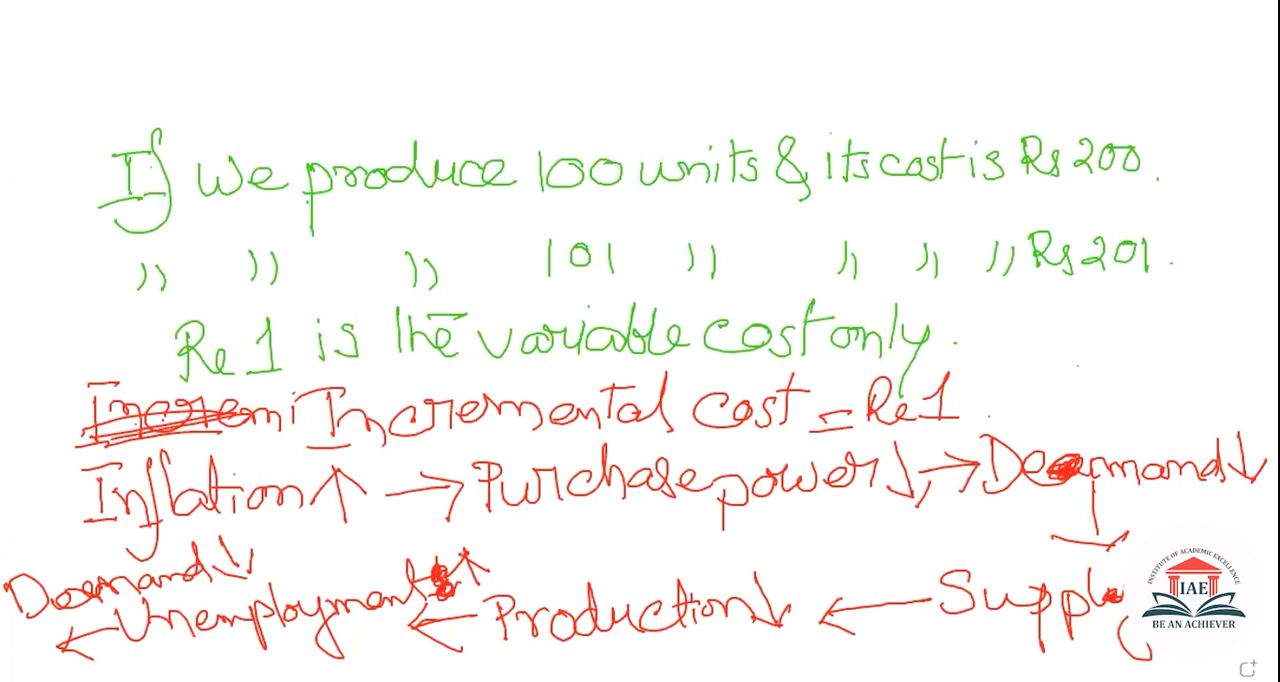 If we produce 100 units & its cost is Rs 200.
” ” ” 101 ” ” ” ” Rs 201.
Re 1 is the variable cost only.
Incremental cost = Re 1
Inflation ↑ → Purchase power ↓, → Demand ↓
Demand ↓ ← Unemployment ↑ ← Production ↓ ← Supply
INSTITUTE OF ACADEMIC EXCELLENCE
IAE
BE AN ACHIEVER